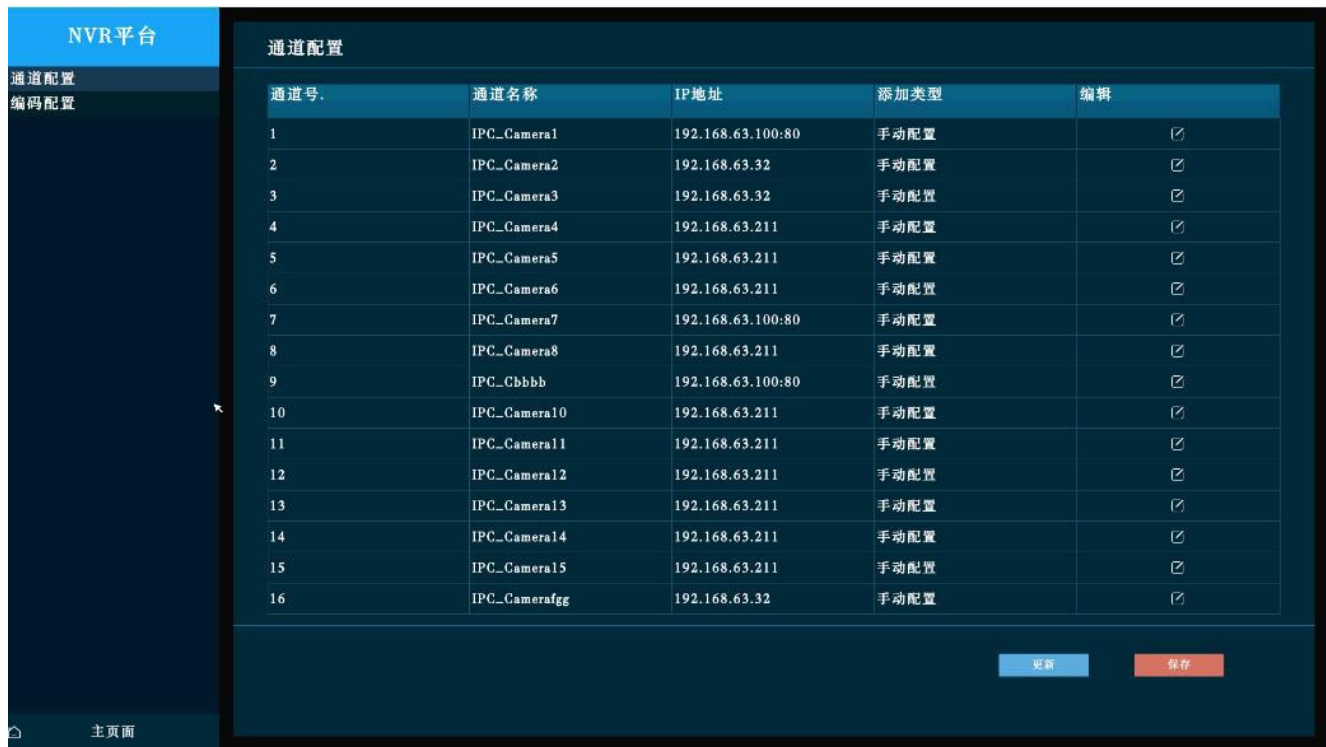 NVR平台
通道配置
编码配置
主页面
通道配置
通道号. 通道名称 IP地址 添加类型 编辑
1 IPC_Camera1 192.168.63.100:80 手动配置
2 IPC_Camera2 192.168.63.32 手动配置
3 IPC_Camera3 192.168.63.32 手动配置
4 IPC_Camera4 192.168.63.211 手动配置
5 IPC_Camera5 192.168.63.211 手动配置
6 IPC_Camera6 192.168.63.211 手动配置
7 IPC_Camera7 192.168.63.100:80 手动配置
8 IPC_Camera8 192.168.63.211 手动配置
9 IPC_Cbbbb 192.168.63.100:80 手动配置
10 IPC_Camera10 192.168.63.211 手动配置
11 IPC_Camera11 192.168.63.211 手动配置
12 IPC_Camera12 192.168.63.211 手动配置
13 IPC_Camera13 192.168.63.211 手动配置
14 IPC_Camera14 192.168.63.211 手动配置
15 IPC_Camera15 192.168.63.211 手动配置
16 IPC_Camerafgg 192.168.63.32 手动配置
更新 保存